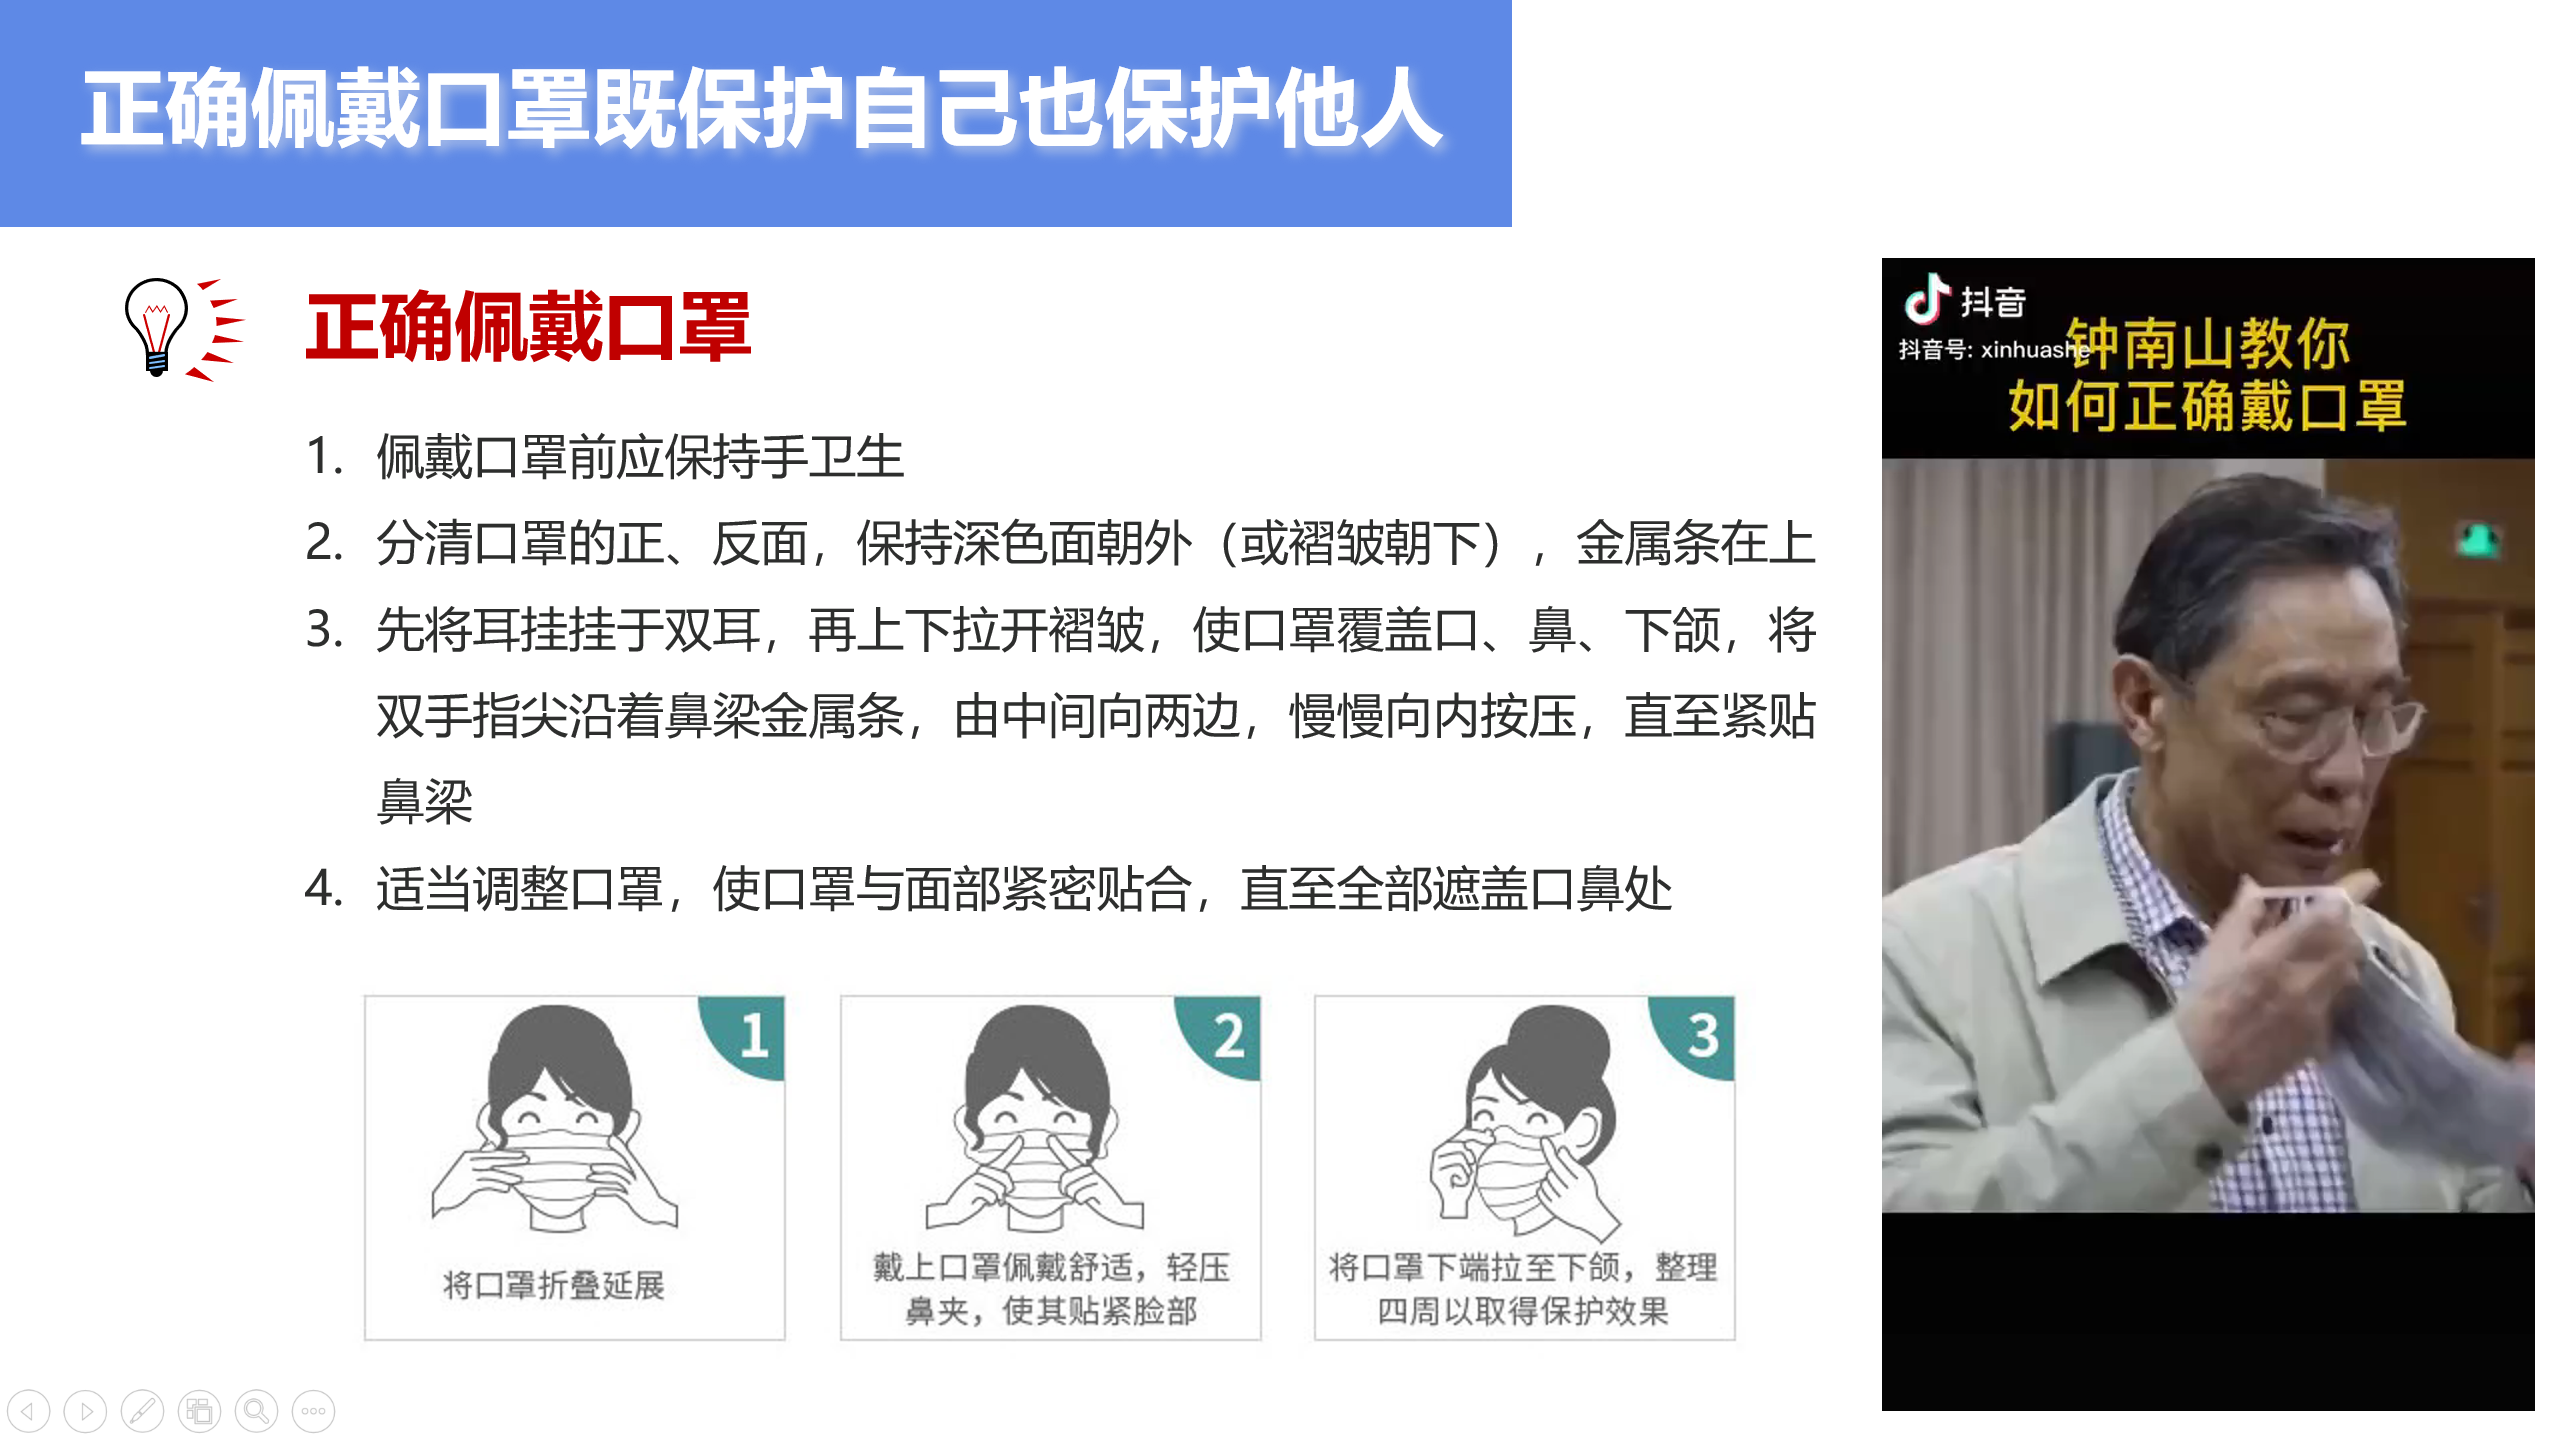 正确佩戴口罩既保护自己也保护他人
正确佩戴口罩
1. 佩戴口罩前应保持手卫生
2. 分清口罩的正、反面，保持深色面朝外（或褶皱朝下），金属条在上
3. 先将耳挂挂于双耳，再上下拉开褶皱，使口罩覆盖口、鼻、下颌，将
双手指尖沿着鼻梁金属条，由中间向两边，慢慢向内按压，直至紧贴
鼻梁
4. 适当调整口罩，使口罩与面部紧密贴合，直至全部遮盖口鼻处
1
将口罩折叠延展
2
戴上口罩佩戴舒适，轻压
鼻夹，使其贴紧脸部
3
将口罩下端拉至下颌，整理
四周以取得保护效果
抖音
抖音号: xinhuashe
钟南山教你
如何正确戴口罩